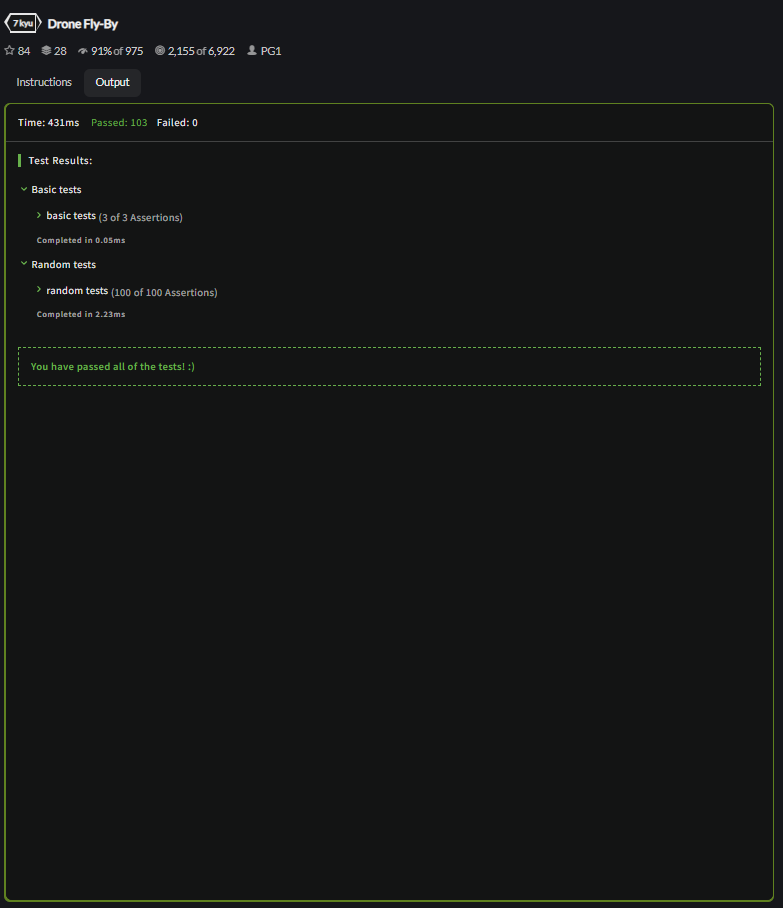 7 kyu Drone Fly-By
84 28 91% of 975 2,155 of 6,922 PG1
Instructions Output
Time: 431ms Passed: 103 Failed: 0
Test Results:
Basic tests
basic tests (3 of 3 Assertions)
Completed in 0.05ms
Random tests
random tests (100 of 100 Assertions)
Completed in 2.23ms
You have passed all of the tests! :)